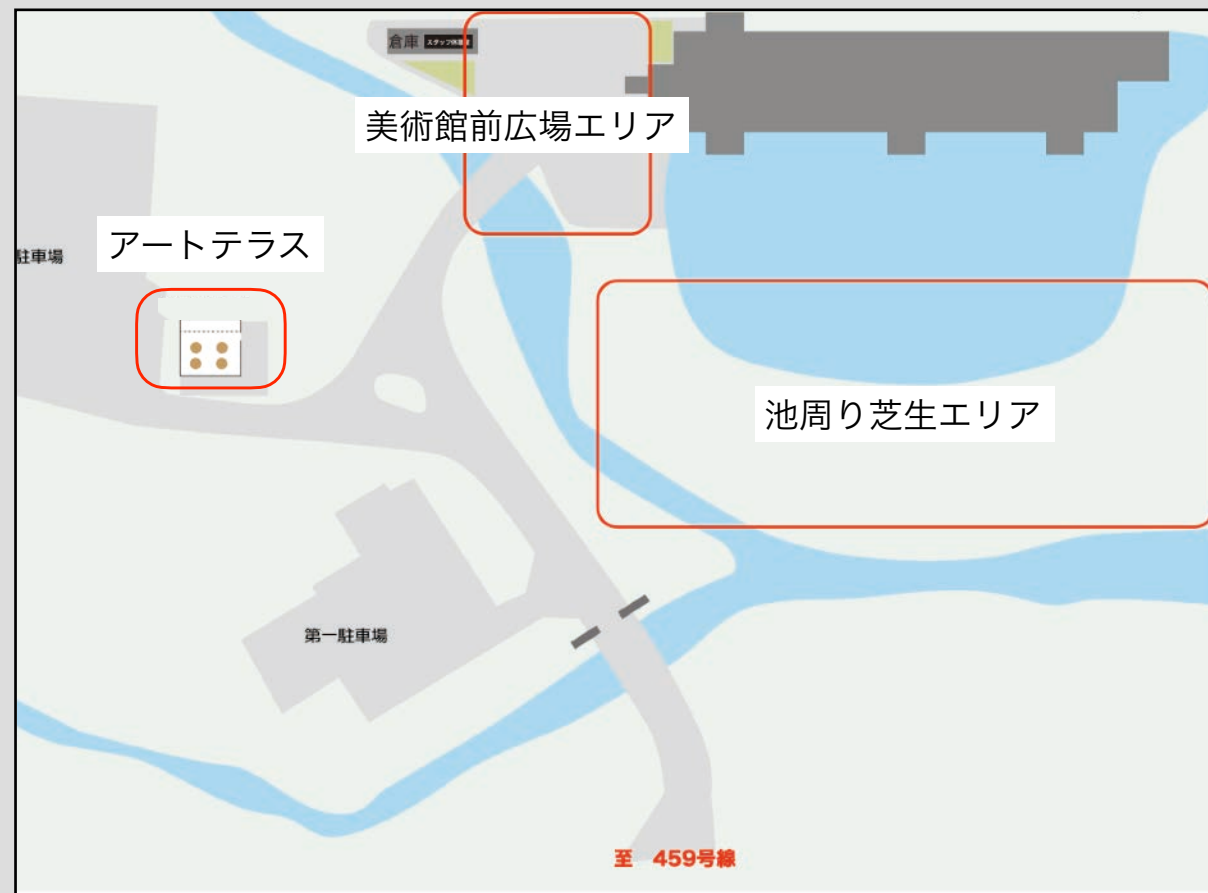 倉庫
美術館前広場エリア
アートテラス
駐車場
池周り芝生エリア
第一駐車場
至 459号線